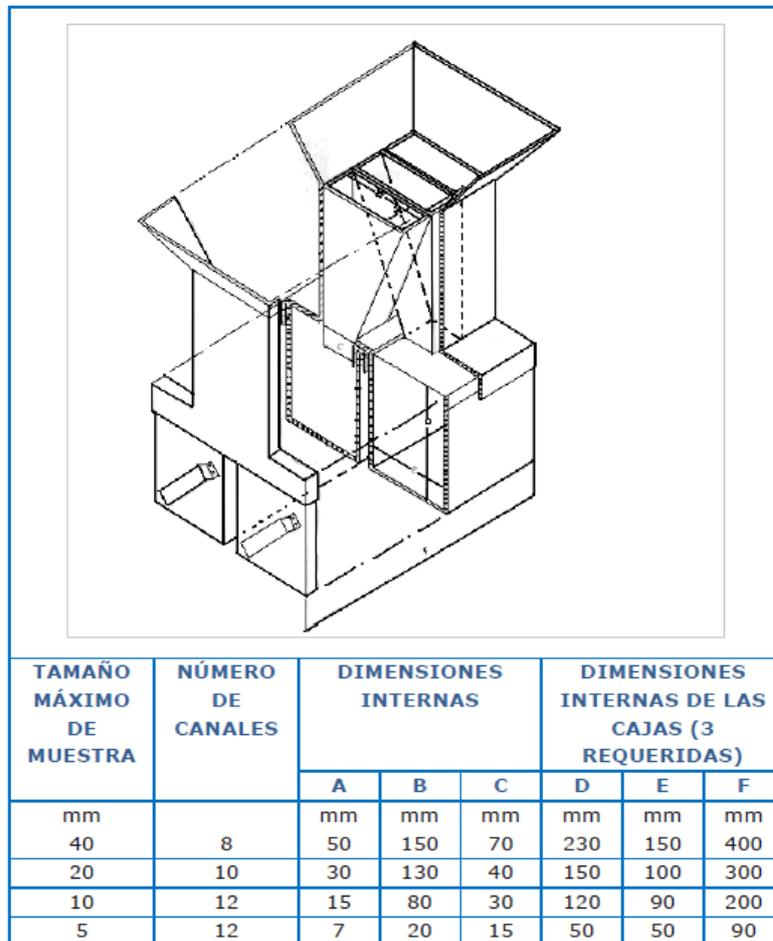 C
D
E
F
TAMAÑO MÁXIMO DE MUESTRA
NÚMERO DE CANALES
DIMENSIONES INTERNAS
DIMENSIONES INTERNAS DE LAS CAJAS (3 REQUERIDAS)
A B C D E F
mm mm mm mm mm mm mm
40 8 50 150 70 230 150 400
20 10 30 130 40 150 100 300
10 12 15 80 30 120 90 200
5 12 7 20 15 50 50 90